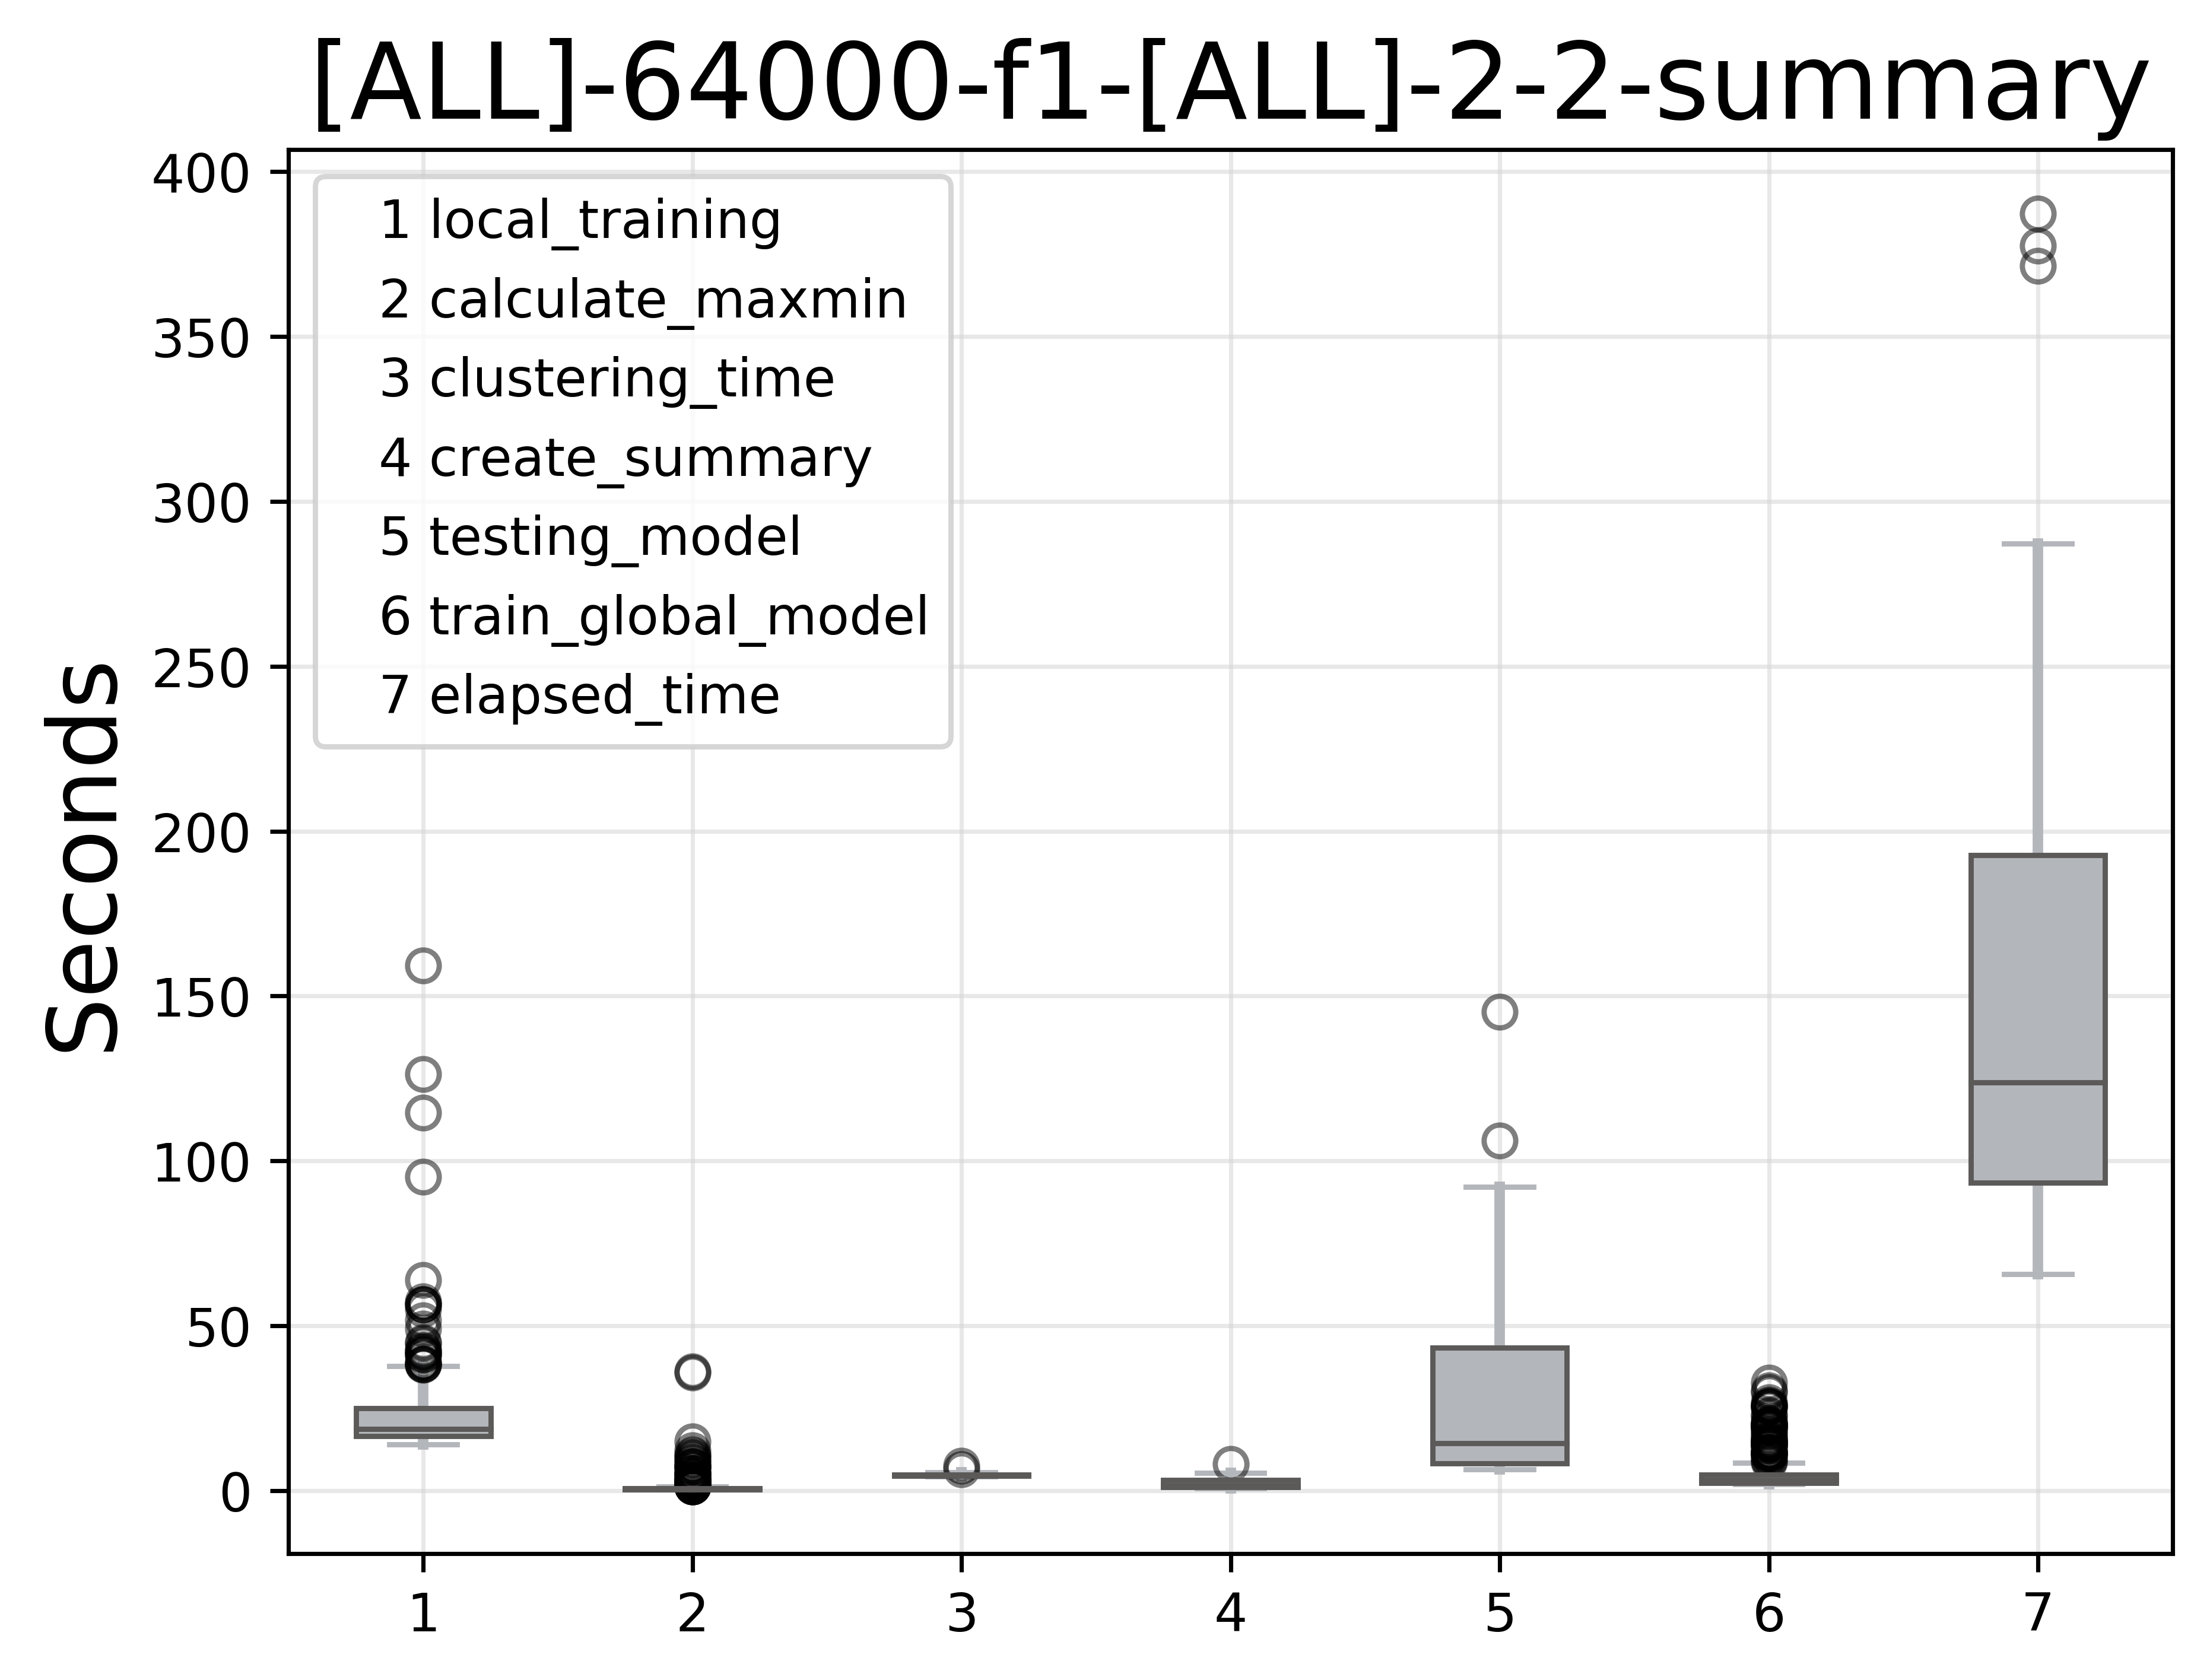 [ALL]-64000-f1-[ALL]-2-2-summary
400
350
300
250
200
150
100
50
0
Seconds
1 local_training
2 calculate_maxmin
3 clustering_time
4 create_summary
5 testing_model
6 train_global_model
7 elapsed_time
1 2 3 4 5 6 7